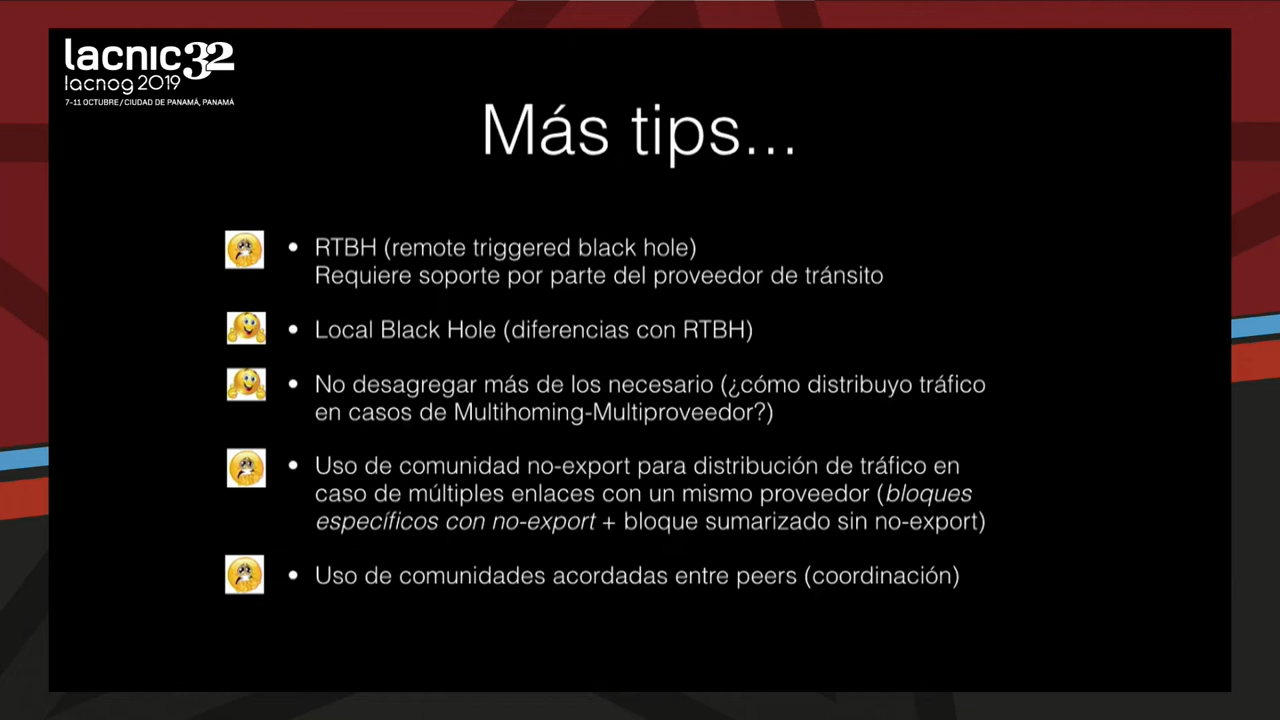 lacnic32
lacnog 2019
7-11 OCTUBRE / CIUDAD DE PANAMÁ, PANAMÁ
Más tips...
• RTBH (remote triggered black hole)
Requiere soporte por parte del proveedor de tránsito
• Local Black Hole (diferencias con RTBH)
• No desagregar más de los necesario (¿cómo distribuyo tráfico
en casos de Multihoming-Multiproveedor?)
• Uso de comunidad no-export para distribución de tráfico en
caso de múltiples enlaces con un mismo proveedor (bloques
específicos con no-export + bloque sumarizado sin no-export)
• Uso de comunidades acordadas entre peers (coordinación)